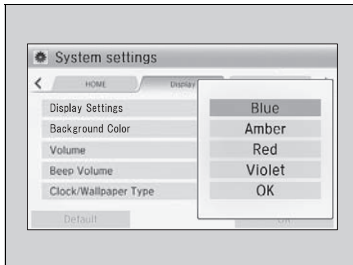 System settings
HOME Display
Display Settings
Background Color
Volume
Beep Volume
Clock/Wallpaper Type
Blue
Amber
Red
Violet
OK
Default